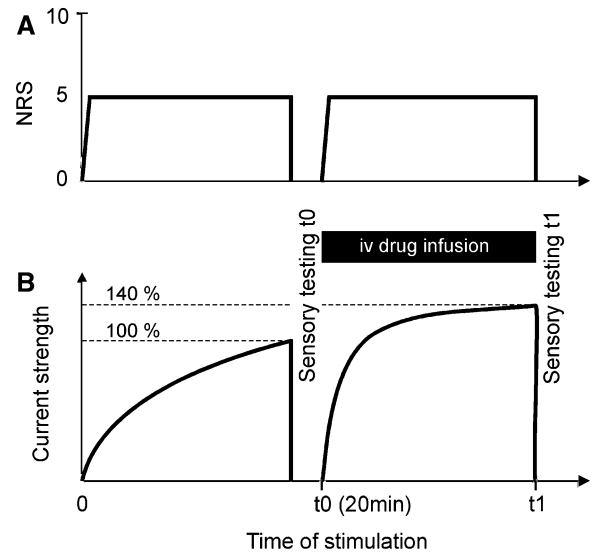 A
10
5
0
NRS
iv drug infusion
Sensory testing t0
Sensory testing t1
B
140 %
100 %
Current strength
0
t0 (20min)
t1
Time of stimulation